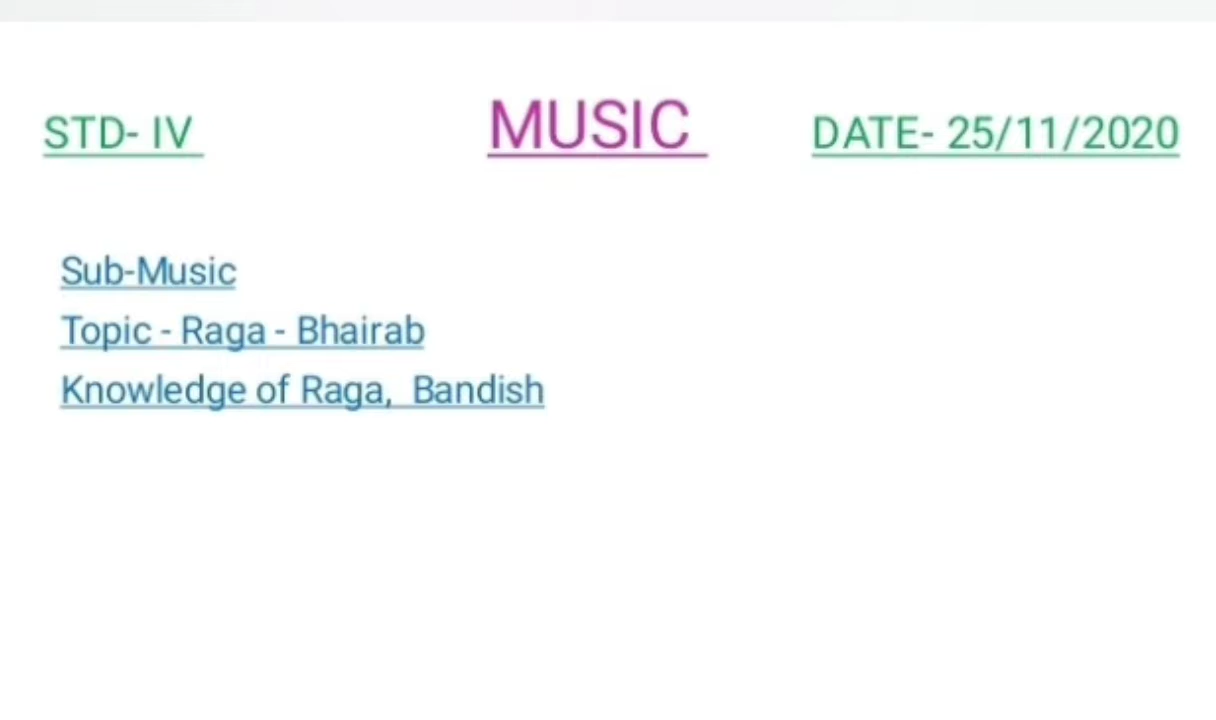 STD- IV MUSIC DATE- 25/11/2020
Sub-Music
Topic - Raga - Bhairab
Knowledge of Raga, Bandish